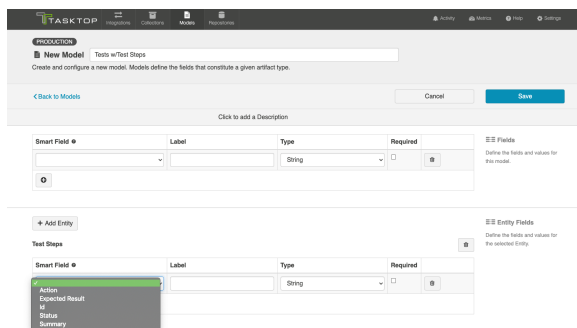 TASKTOP
Integrations
Collections
Models
Repositories
Activity
Metrics
Help
Settings
PRODUCTION
New Model
Tests w/Test Steps
Create and configure a new model. Models define the fields that constitute a given artifact type.
Back to Models
Cancel
Save
Click to add a Description
Smart Field
Label
Type
Required
String
Fields
Define the fields and values for
this model.
+ Add Entity
Entity Fields
Define the fields and values for
the selected Entity.
Test Steps
Smart Field
Label
Type
Required
String
Action
Expected Result
Id
Status
Summary